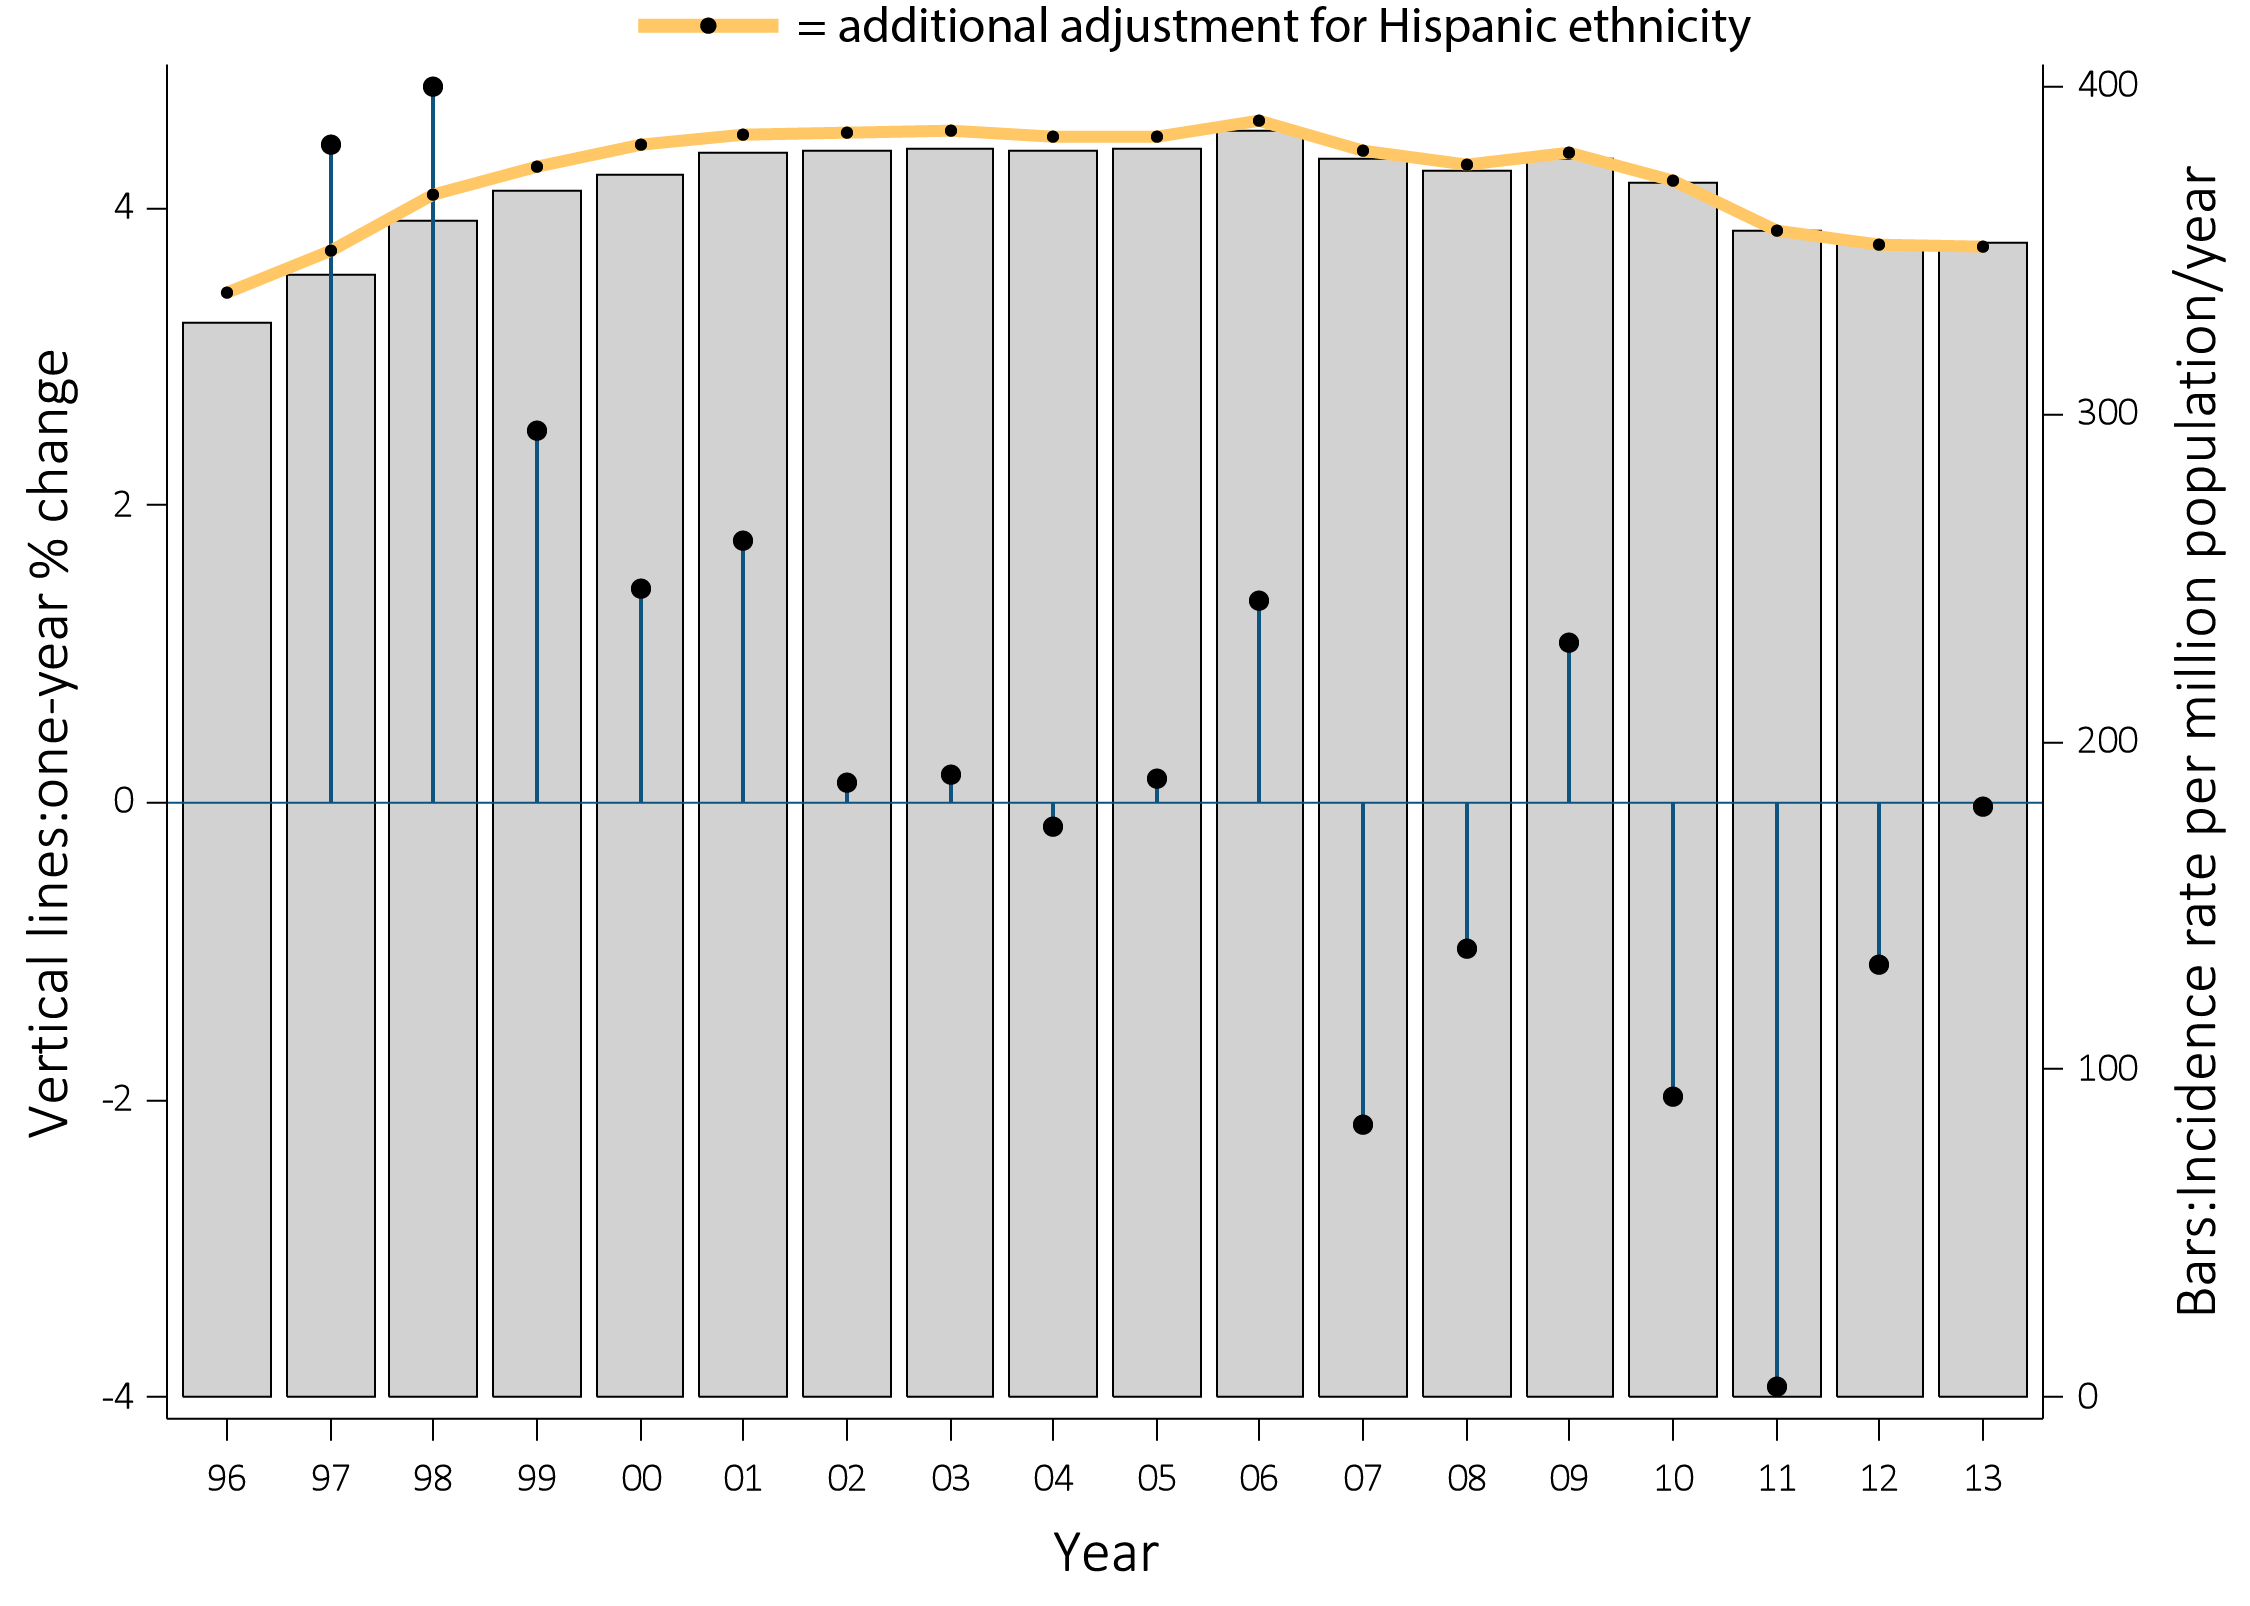 = additional adjustment for Hispanic ethnicity
Vertical lines:one-year % change
4
2
0
-2
-4
400
300
200
100
0
Bars:Incidence rate per million population/year
96 97 98 99 00 01 02 03 04 05 06 07 08 09 10 11 12 13
Year